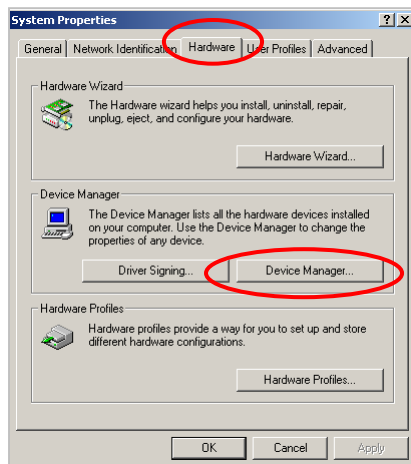 System Properties
General Network Identification Hardware User Profiles Advanced
Hardware Wizard
The Hardware wizard helps you install, uninstall, repair,
unplug, eject, and configure your hardware.
Hardware Wizard...
Device Manager
The Device Manager lists all the hardware devices installed
on your computer. Use the Device Manager to change the
properties of any device.
Driver Signing... Device Manager...
Hardware Profiles
Hardware profiles provide a way for you to set up and store
different hardware configurations.
Hardware Profiles...
OK Cancel Apply